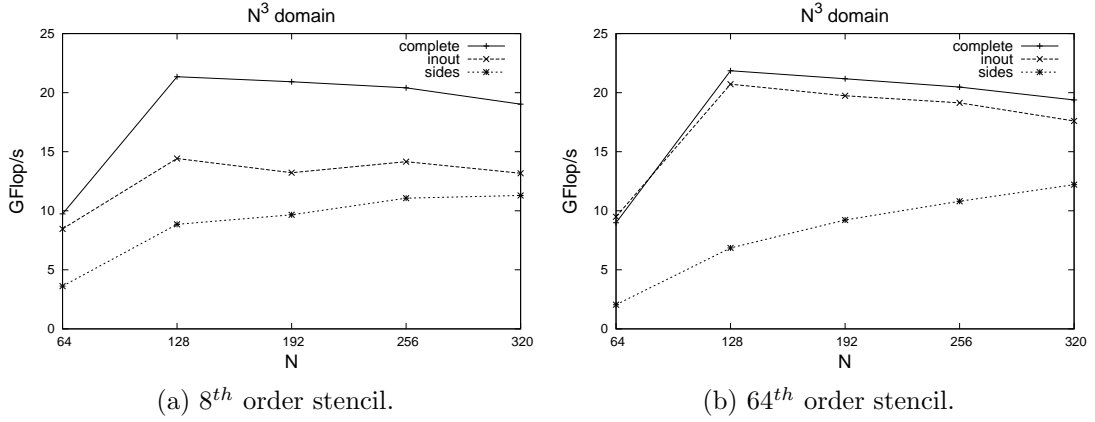 N³ domain
25
20
15
10
5
0
GFlop/s
complete
inout
sides
64
128
192
256
320
N
(a) 8ᵗʰ order stencil.
N³ domain
25
20
15
10
5
0
GFlop/s
complete
inout
sides
64
128
192
256
320
N
(b) 64ᵗʰ order stencil.